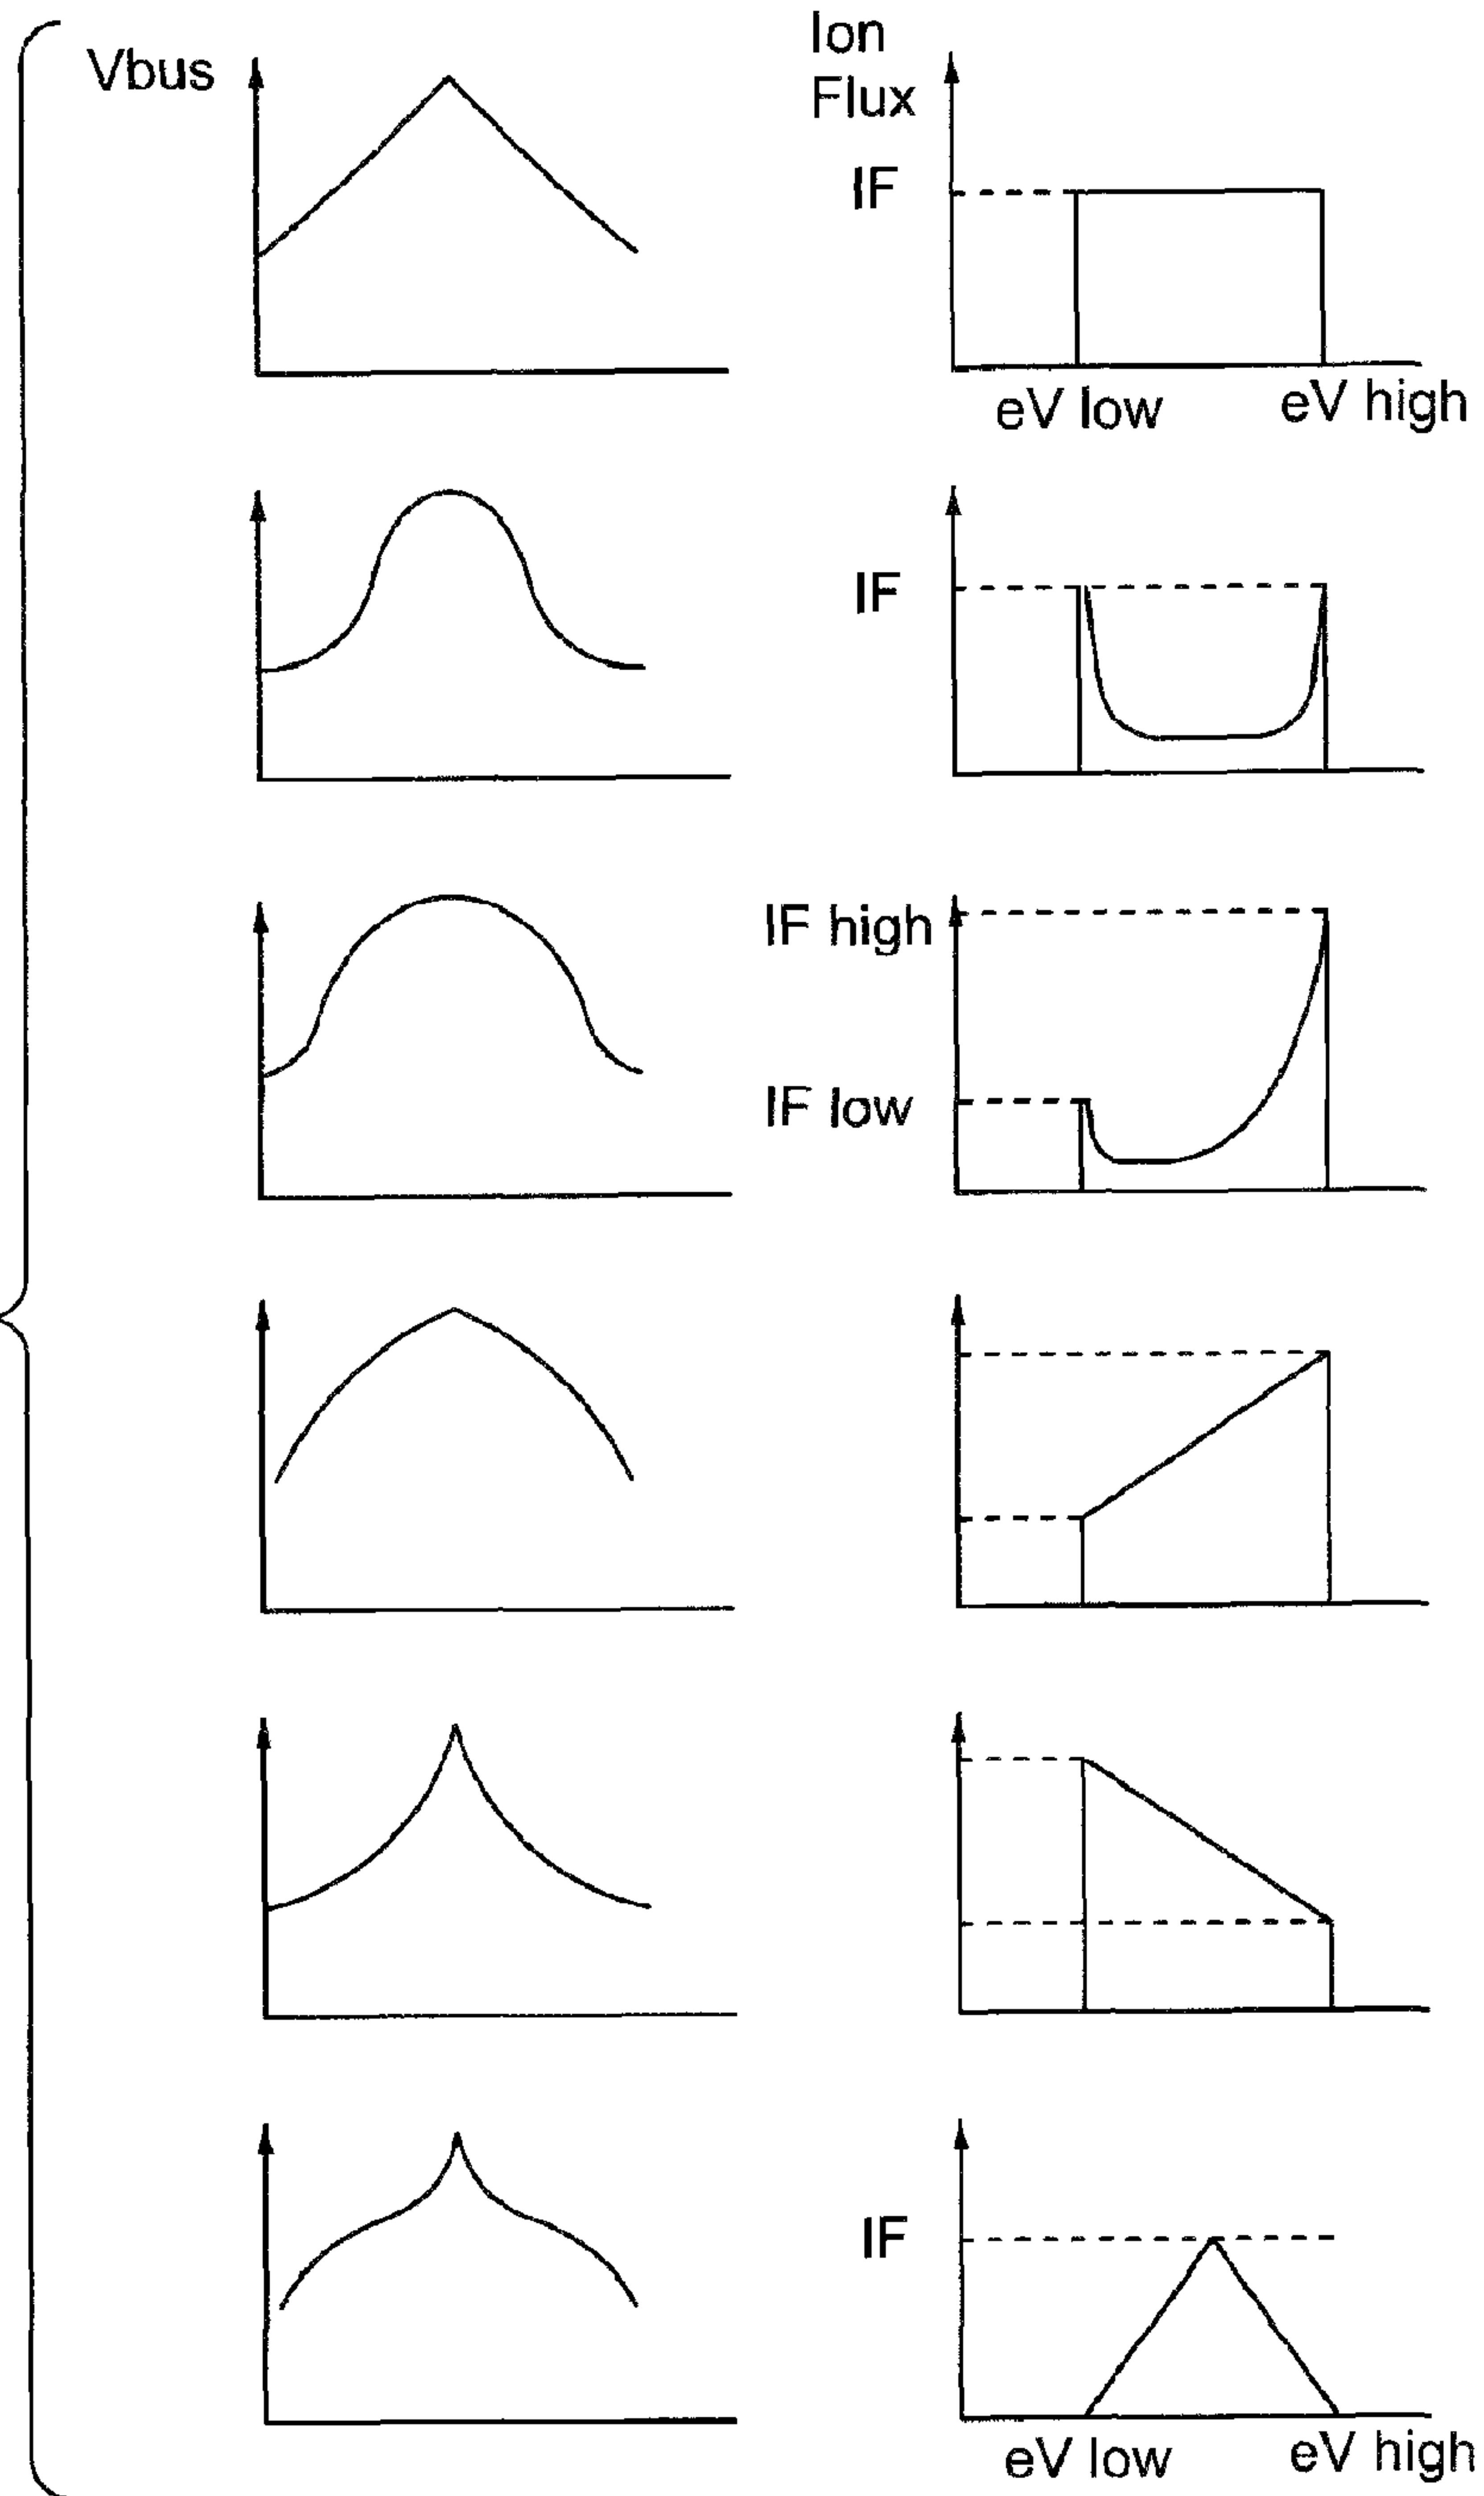 Vbus
Ion
Flux
IF
eV low
eV high
IF
IF high
IF low
IF
eV low
eV high